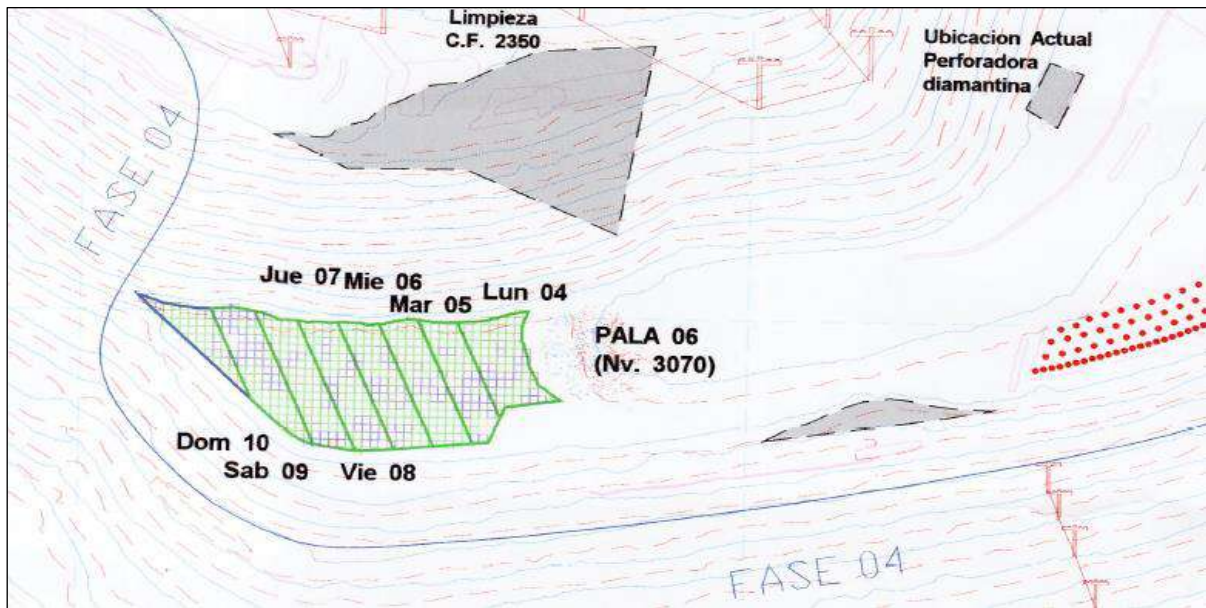 Limpieza
C.F. 2350
Ubicacion Actual
Perforadora
diamantina
FASE 04
Jue 07
Mie 06
Mar 05
Lun 04
PALA 06
(Nv. 3070)
Dom 10
Sab 09
Vie 08
FASE 04